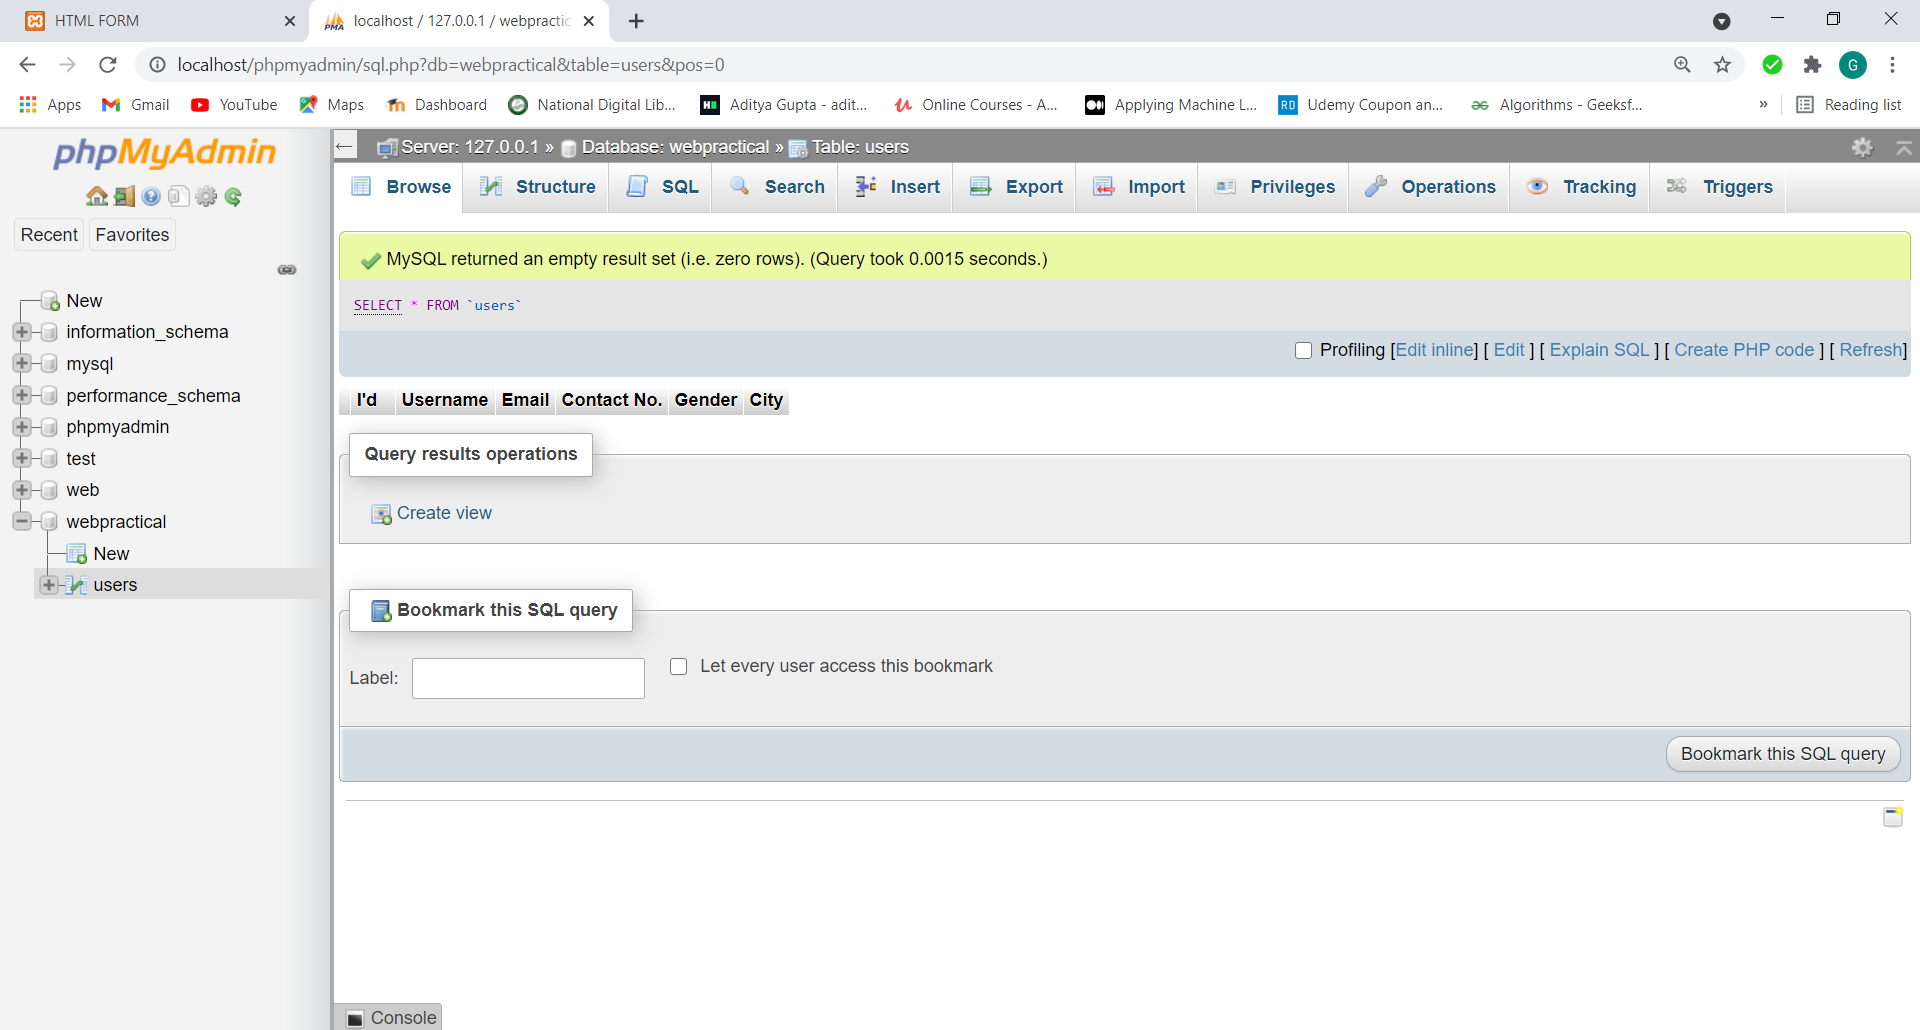 HTML FORM
localhost / 127.0.0.1 / webpractic
localhost/phpmyadmin/sql.php?db=webpractical&table=users&pos=0
G
Apps
Gmail
YouTube
Maps
Dashboard
National Digital Lib...
Aditya Gupta - adit...
Online Courses - A...
Applying Machine L...
RD
Udemy Coupon an...
Algorithms - Geeksf...
»
Reading list
phpMyAdmin
Recent
Favorites
New
information_schema
mysql
performance_schema
phpmyadmin
test
web
webpractical
New
users
Server: 127.0.0.1 » Database: webpractical » Table: users
Browse
Structure
SQL
Search
Insert
Export
Import
Privileges
Operations
Tracking
Triggers
MySQL returned an empty result set (i.e. zero rows). (Query took 0.0015 seconds.)
SELECT * FROM `users`
Profiling [Edit inline] [ Edit ] [ Explain SQL ] [ Create PHP code ] [ Refresh]
I'd Username Email Contact No. Gender City
Query results operations
Create view
Bookmark this SQL query
Label:
Let every user access this bookmark
Bookmark this SQL query
Console